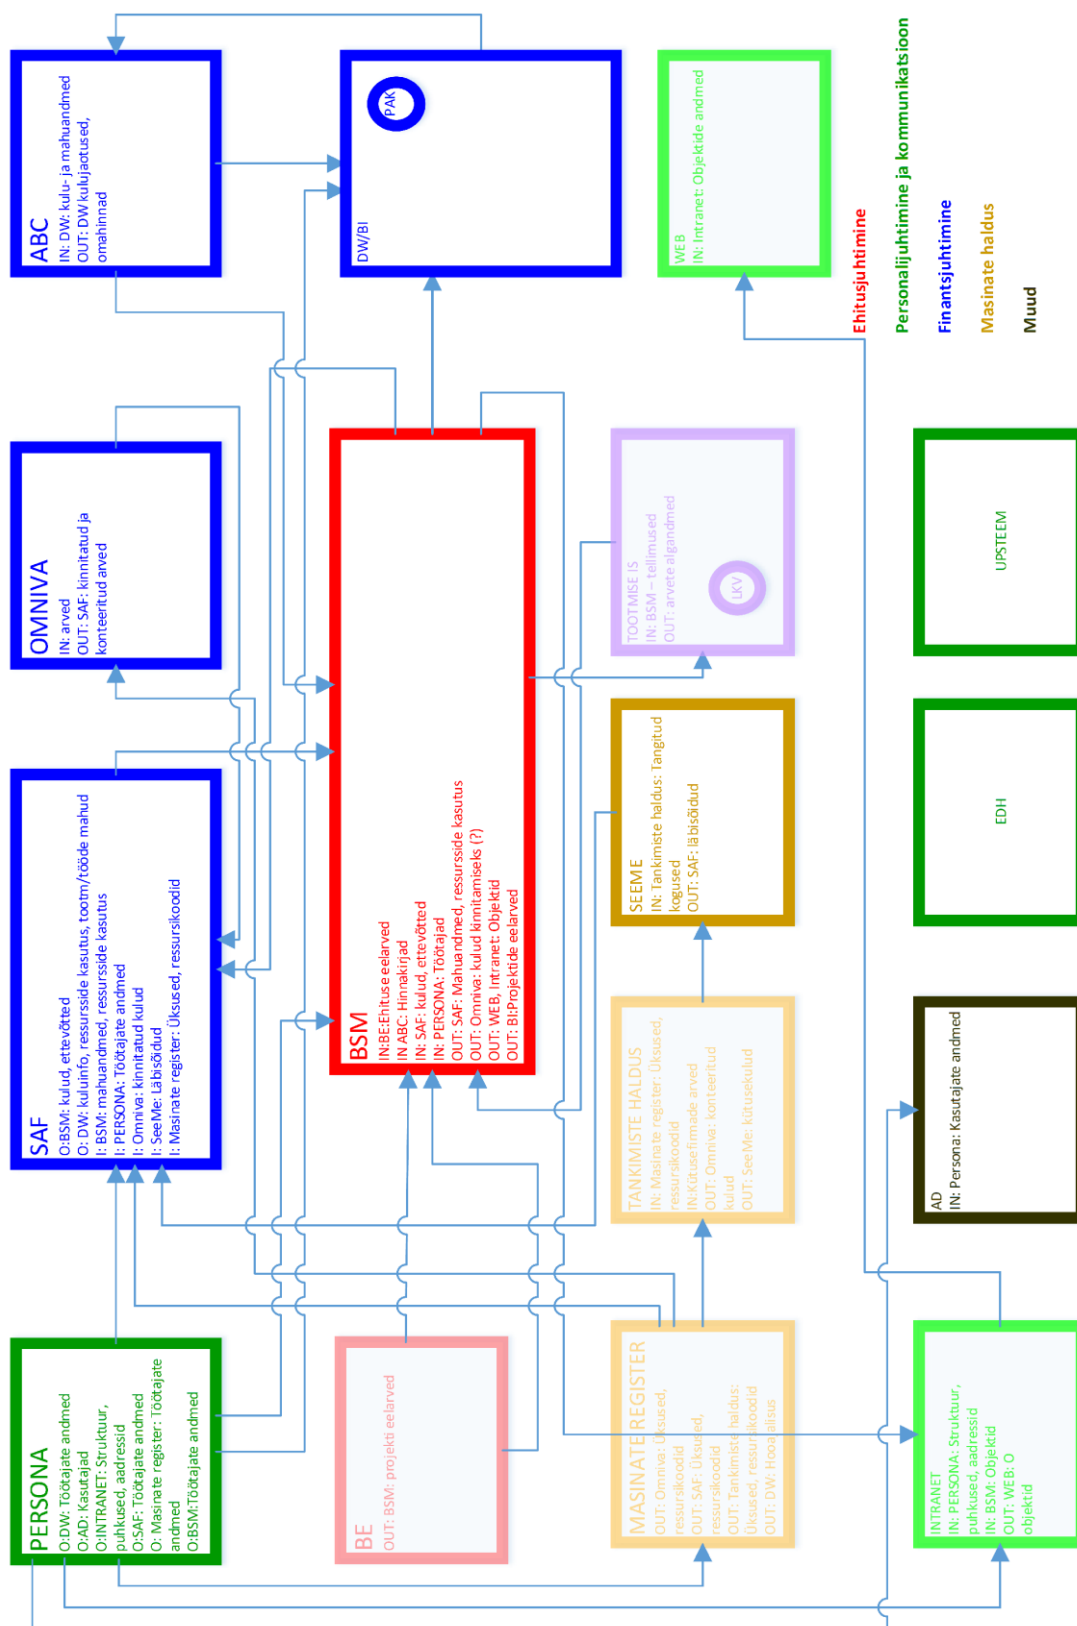 PERSONA
O:DW: Töötajate andmed
O:AD: Kasutajad
O:INTRANET: Struktuur,
puhkused, aadressid
O:SAF: Töötajate andmed
O: Masinate register: Töötajate
andmed
O:BSM:Töötajate andmed
SAF
O:BSM: kulud, ettevõtted
O: DW: kuluinfo, ressursside kasutus, tootm/tööde mahud
I: BSM: mahuandmed, ressursside kasutus
I: PERSONA: Töötajate andmed
I: Omniva: kinnitatud kulud
I: SeeMe: Läbisõidud
I: Masinate register: Üksused, ressursikoodid
OMNIVA
IN: arved
OUT: SAF: kinnitatud ja
konteeritud arved
ABC
IN: DW: kulu- ja mahuandmed
OUT: DW kulujaotused,
omahinnad
BE
OUT: BSM: projekti eelarved
BSM
IN:BE:Ehituse eelarved
IN ABC: Hinnakirjad
IN: SAF: kulud, ettevõtted
IN: PERSONA: Töötajad
OUT: SAF: Mahuandmed, ressursside kasutus
OUT: Omniva: kulud kinnitamiseks (?)
OUT: WEB, Intranet: Objektid
OUT: BI:Projektide eelarved
DW/BI
PAK
MASINATE REGISTER
OUT: Omniva: Üksused,
ressursikoodid
OUT: SAF: Üksused,
ressursikoodid
OUT: Tankimiste haldus:
Üksused, ressursikoodid
OUT: DW: Hooajalisus
TANKIMISTE HALDUS
IN: Masinate register: Üksused,
ressursikoodid
IN:Kütusefirmade arved
OUT: Omniva: konteeritud
kulud
OUT: SeeMe: kütusekulud
SEEME
IN: Tankimiste haldus: Tangitud
kogused
OUT: SAF: läbisõidud
TOOTMISE IS
IN: BSM – tellimused
OUT: arvete algandmed
LKV
WEB
IN: Intranet: Objektide andmed
INTRANET
IN: PERSONA: Struktuur,
puhkused, aadressid
IN: BSM: Objektid
OUT: WEB: O
objektid
AD
IN: Persona: Kasutajate andmed
EDH
UPSTEEM
Ehitusjuhtimine
Personalijuhtimine ja kommunikatsioon
Finantsjuhtimine
Masinate haldus
Muud